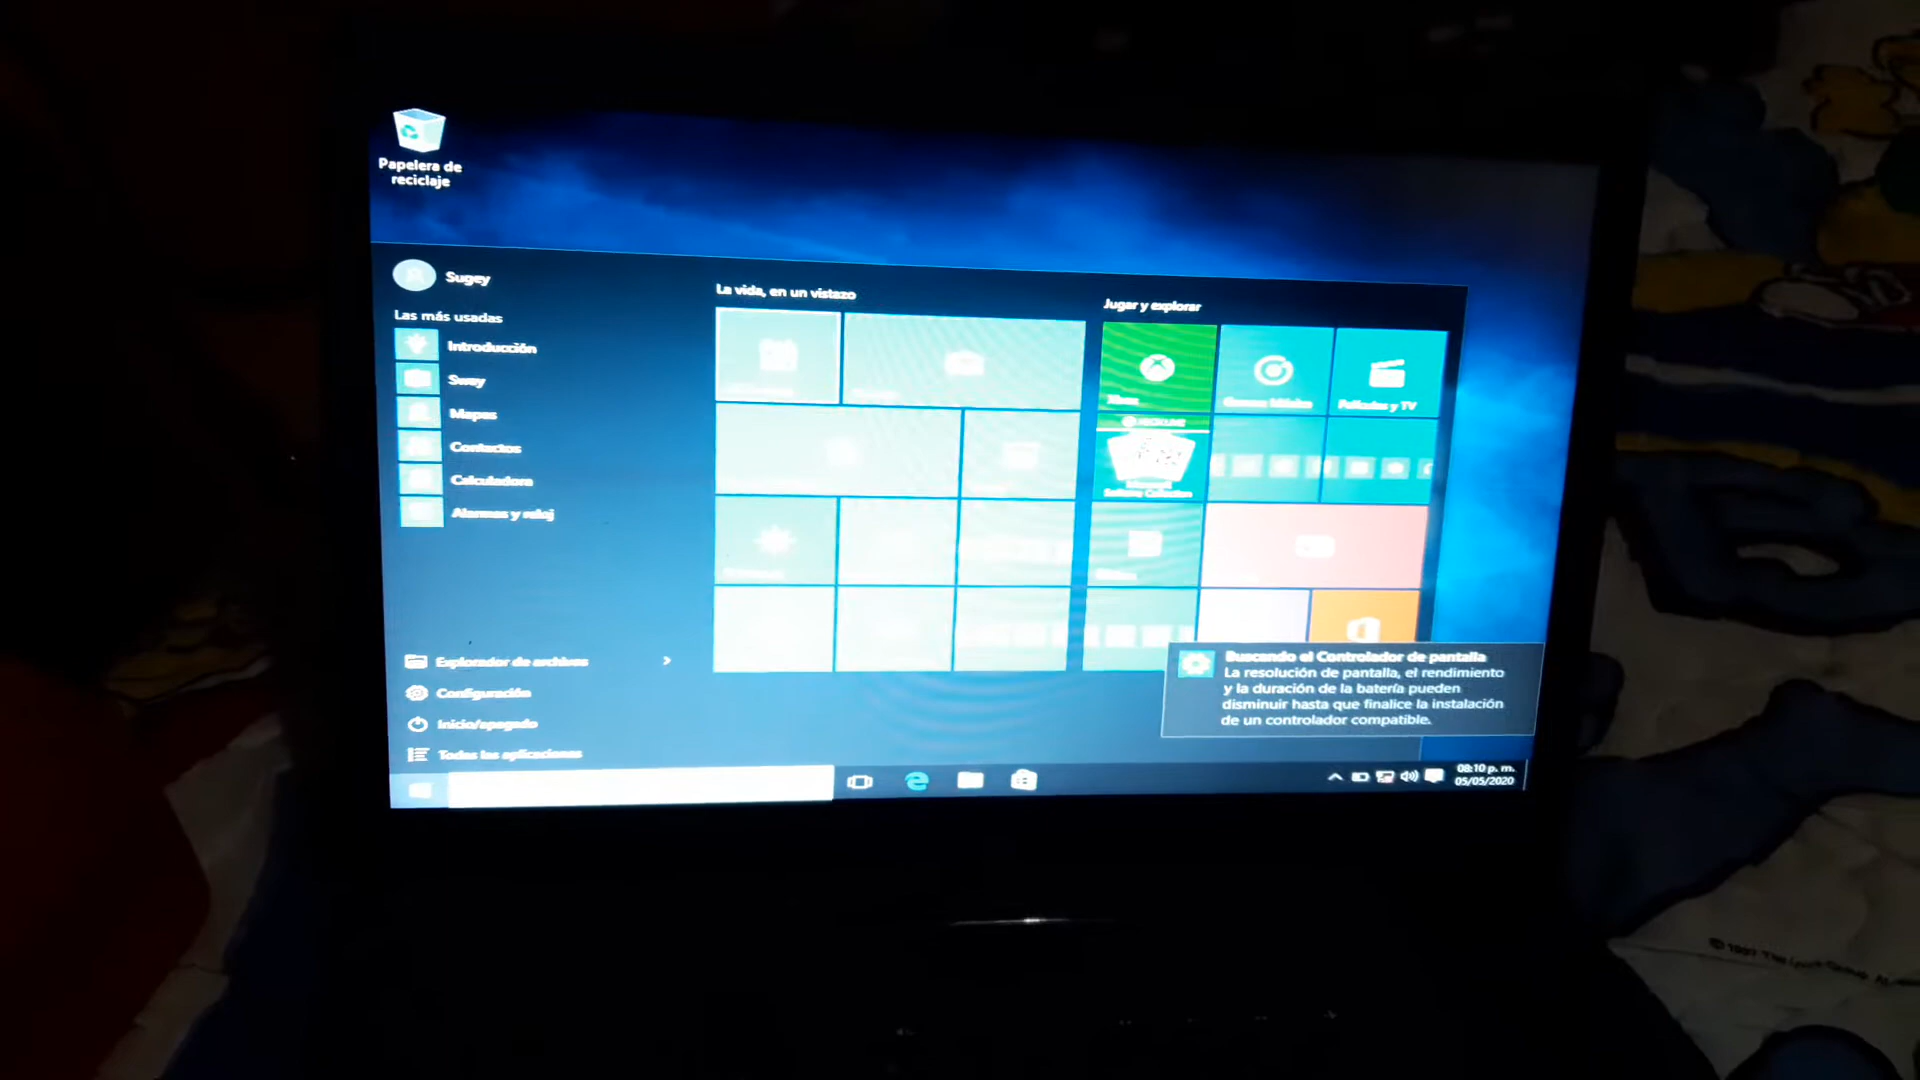 Papelera de
reciclaje
Sugey
Las más usadas
Introducción
Sway
Mapas
Contactos
Calculadora
Alarmas y reloj
Explorador de archivos
Configuración
Inicio/apagado
Todas las aplicaciones
La vida, en un vistazo
Jugar y explorar
Xbox
Groove Música
Películas y TV
Buscando el Controlador de pantalla
La resolución de pantalla, el rendimiento
y la duración de la batería pueden
disminuir hasta que finalice la instalación
de un controlador compatible.
08:10 p. m.
05/05/2020